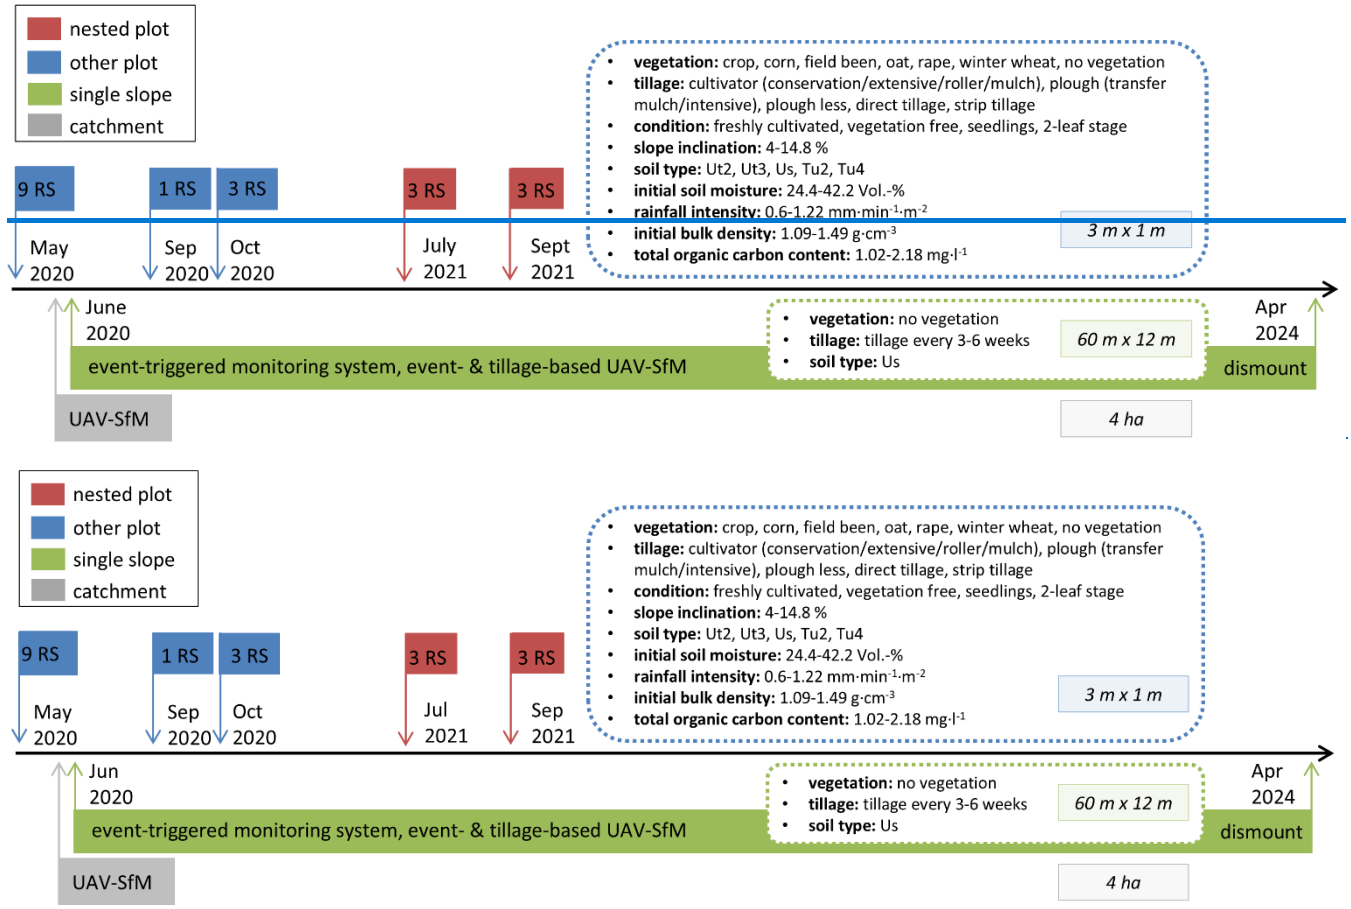 nested plot
other plot
single slope
catchment
• vegetation: crop, corn, field been, oat, rape, winter wheat, no vegetation
• tillage: cultivator (conservation/extensive/roller/mulch), plough (transfer
mulch/intensive), plough less, direct tillage, strip tillage
• condition: freshly cultivated, vegetation free, seedlings, 2-leaf stage
• slope inclination: 4-14.8 %
• soil type: Ut2, Ut3, Us, Tu2, Tu4
• initial soil moisture: 24.4-42.2 Vol.-%
• rainfall intensity: 0.6-1.22 mm·min⁻¹·m⁻²
• initial bulk density: 1.09-1.49 g·cm⁻³
• total organic carbon content: 1.02-2.18 mg·l⁻¹
3 m x 1 m
9 RS
1 RS
3 RS
3 RS
3 RS
May
2020
Sep
2020
Oct
2020
July
2021
Sept
2021
June
2020
• vegetation: no vegetation
• tillage: tillage every 3-6 weeks
• soil type: Us
60 m x 12 m
Apr
2024
event-triggered monitoring system, event- & tillage-based UAV-SfM
dismount
UAV-SfM
4 ha
nested plot
other plot
single slope
catchment
• vegetation: crop, corn, field been, oat, rape, winter wheat, no vegetation
• tillage: cultivator (conservation/extensive/roller/mulch), plough (transfer
mulch/intensive), plough less, direct tillage, strip tillage
• condition: freshly cultivated, vegetation free, seedlings, 2-leaf stage
• slope inclination: 4-14.8 %
• soil type: Ut2, Ut3, Us, Tu2, Tu4
• initial soil moisture: 24.4-42.2 Vol.-%
• rainfall intensity: 0.6-1.22 mm·min⁻¹·m⁻²
• initial bulk density: 1.09-1.49 g·cm⁻³
• total organic carbon content: 1.02-2.18 mg·l⁻¹
3 m x 1 m
9 RS
1 RS
3 RS
3 RS
3 RS
May
2020
Sep
2020
Oct
2020
Jul
2021
Sep
2021
Jun
2020
• vegetation: no vegetation
• tillage: tillage every 3-6 weeks
• soil type: Us
60 m x 12 m
Apr
2024
event-triggered monitoring system, event- & tillage-based UAV-SfM
dismount
UAV-SfM
4 ha